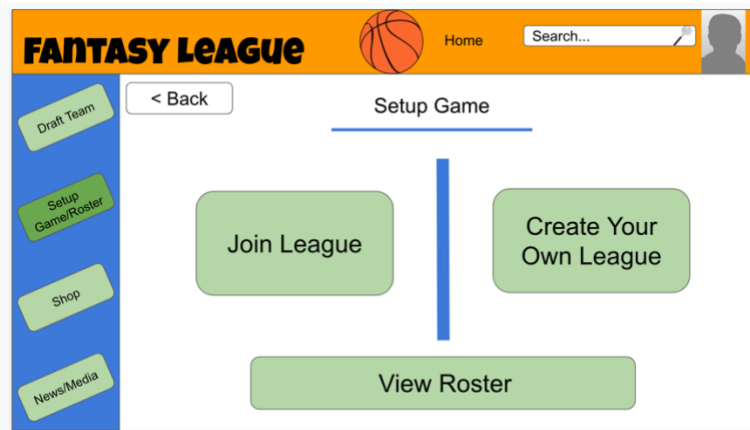 Fantasy League
Home
Search...
< Back
Setup Game
Draft Team
Setup
Game/Roster
Shop
News/Media
Join League
Create Your
Own League
View Roster